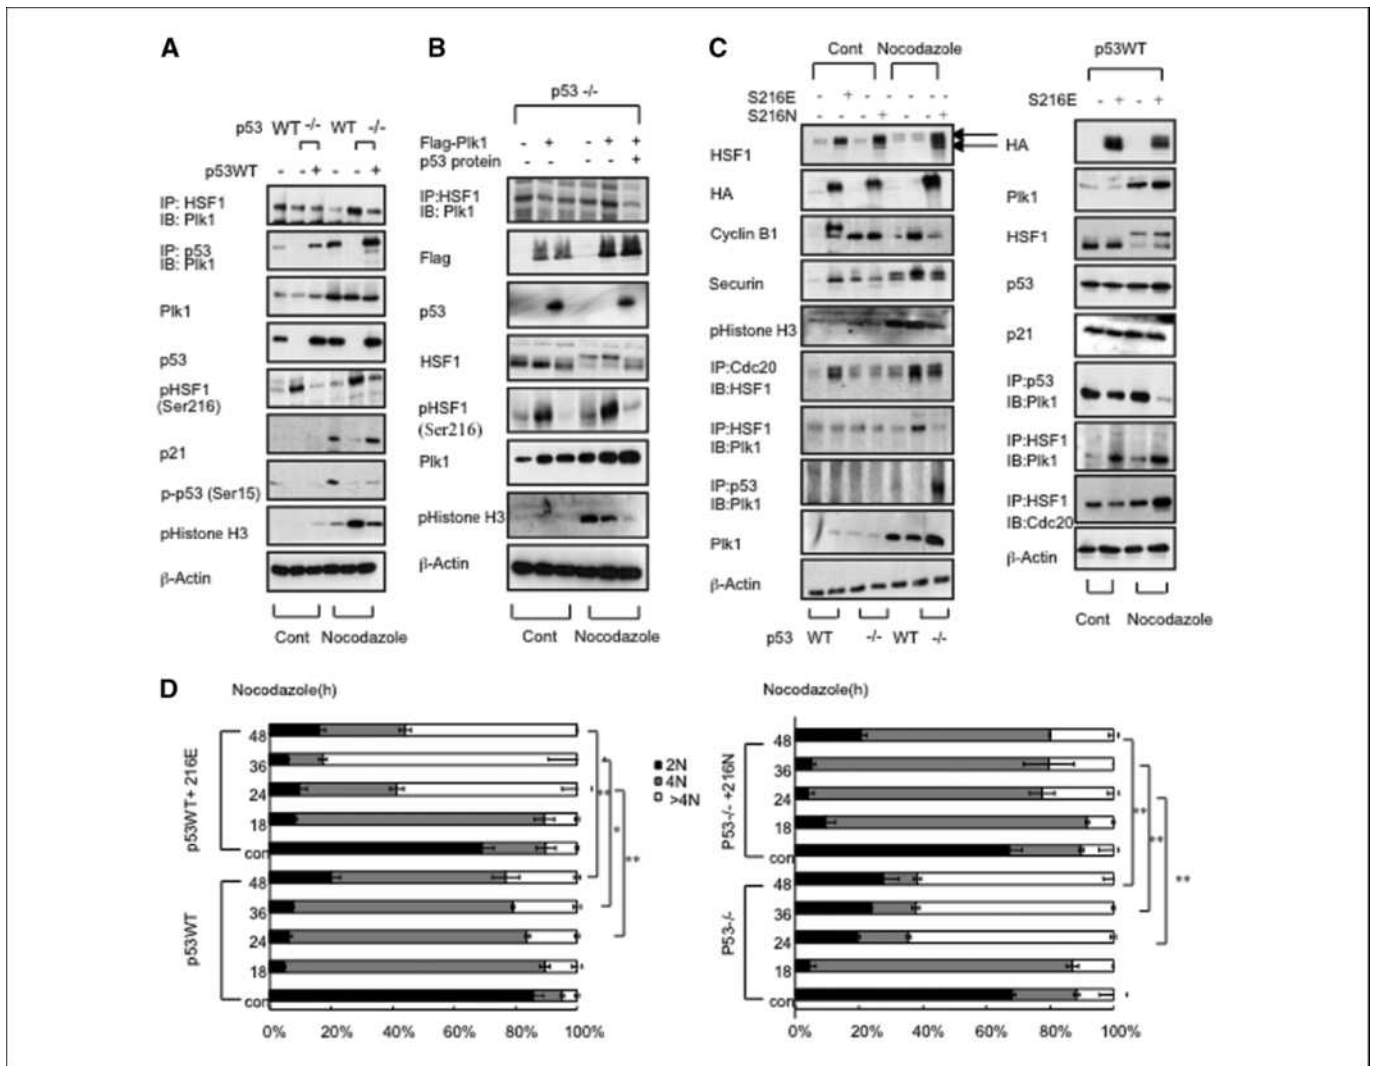 A
p53 WT -/- WT -/-
p53WT - - + - - +
IP: HSF1
IB: Plk1
IP: p53
IB: Plk1
Plk1
p53
pHSF1
(Ser216)
p21
p-p53 (Ser15)
pHistone H3
β-Actin
Cont Nocodazole
B
p53 -/-
Flag-Plk1 - + - + +
p53 protein - - - - +
IP:HSF1
IB: Plk1
Flag
p53
HSF1
pHSF1
(Ser216)
Plk1
pHistone H3
β-Actin
Cont Nocodazole
C
Cont Nocodazole
S216E - + - - - - -
S216N - - - + - - +
HSF1
HA
Cyclin B1
Securin
pHistone H3
IP:Cdc20
IB:HSF1
IP:HSF1
IB:Plk1
IP:p53
IB:Plk1
Plk1
β-Actin
p53 WT -/- WT -/-
p53WT
S216E - + - +
HA
Plk1
HSF1
p53
p21
IP:p53
IB:Plk1
IP:HSF1
IB:Plk1
IP:HSF1
IB:Cdc20
β-Actin
Cont Nocodazole
D
Nocodazole(h)
p53WT+ 216E
48
36
24
18
con
p53WT
48
36
24
18
con
0% 20% 40% 60% 80% 100%
**
*
**
2N
4N
>4N
Nocodazole(h)
P53-/- +216N
48
36
24
18
con
P53-/-
48
36
24
18
con
0% 20% 40% 60% 80% 100%
**
**
**